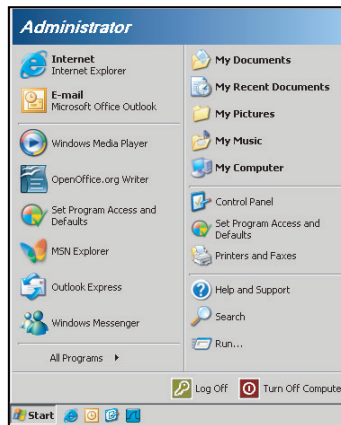 Administrator
Internet
Internet Explorer
E-mail
Microsoft Office Outlook
Windows Media Player
OpenOffice.org Writer
Set Program Access and
Defaults
MSN Explorer
Outlook Express
Windows Messenger
All Programs
My Documents
My Recent Documents
My Pictures
My Music
My Computer
Control Panel
Set Program Access and
Defaults
Printers and Faxes
Help and Support
Search
Run...
Log Off
Turn Off Compute
Start